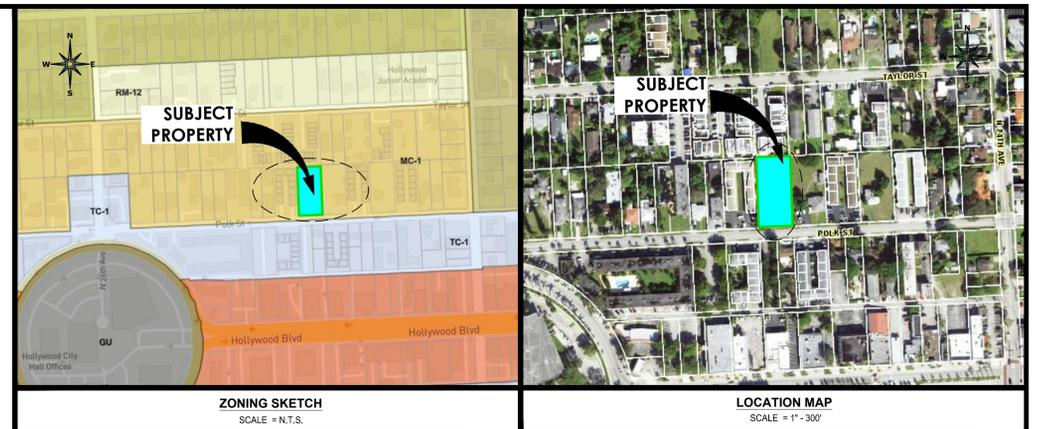 N
W E
S
RM-12
Hollywood
Junior Academy
Taylor St
SUBJECT
PROPERTY
MC-1
TC-1
Polk St
TC-1
N 26th Ave
GU
Hollywood City
Hall Offices
Hollywood Blvd
Hollywood Blvd
ZONING SKETCH
SCALE = N.T.S.
N
W E
S
TAYLOR ST
SUBJECT
PROPERTY
N 24TH AVE
POLK ST
LOCATION MAP
SCALE = 1" - 300'